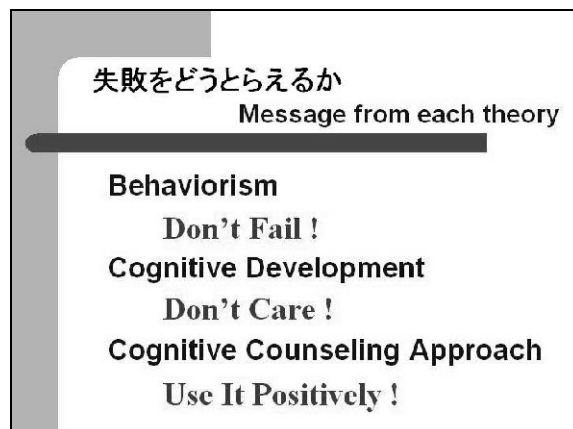 失敗をどうとらえるか
Message from each theory
Behaviorism
Don't Fail !
Cognitive Development
Don't Care !
Cognitive Counseling Approach
Use It Positively !